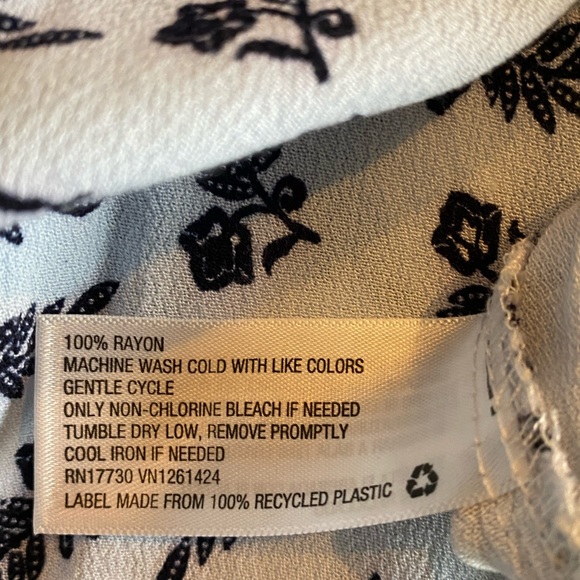 100% RAYON
MACHINE WASH COLD WITH LIKE COLORS
GENTLE CYCLE
ONLY NON-CHLORINE BLEACH IF NEEDED
TUMBLE DRY LOW, REMOVE PROMPTLY
COOL IRON IF NEEDED
RN17730 VN1261424
LABEL MADE FROM 100% RECYCLED PLASTIC